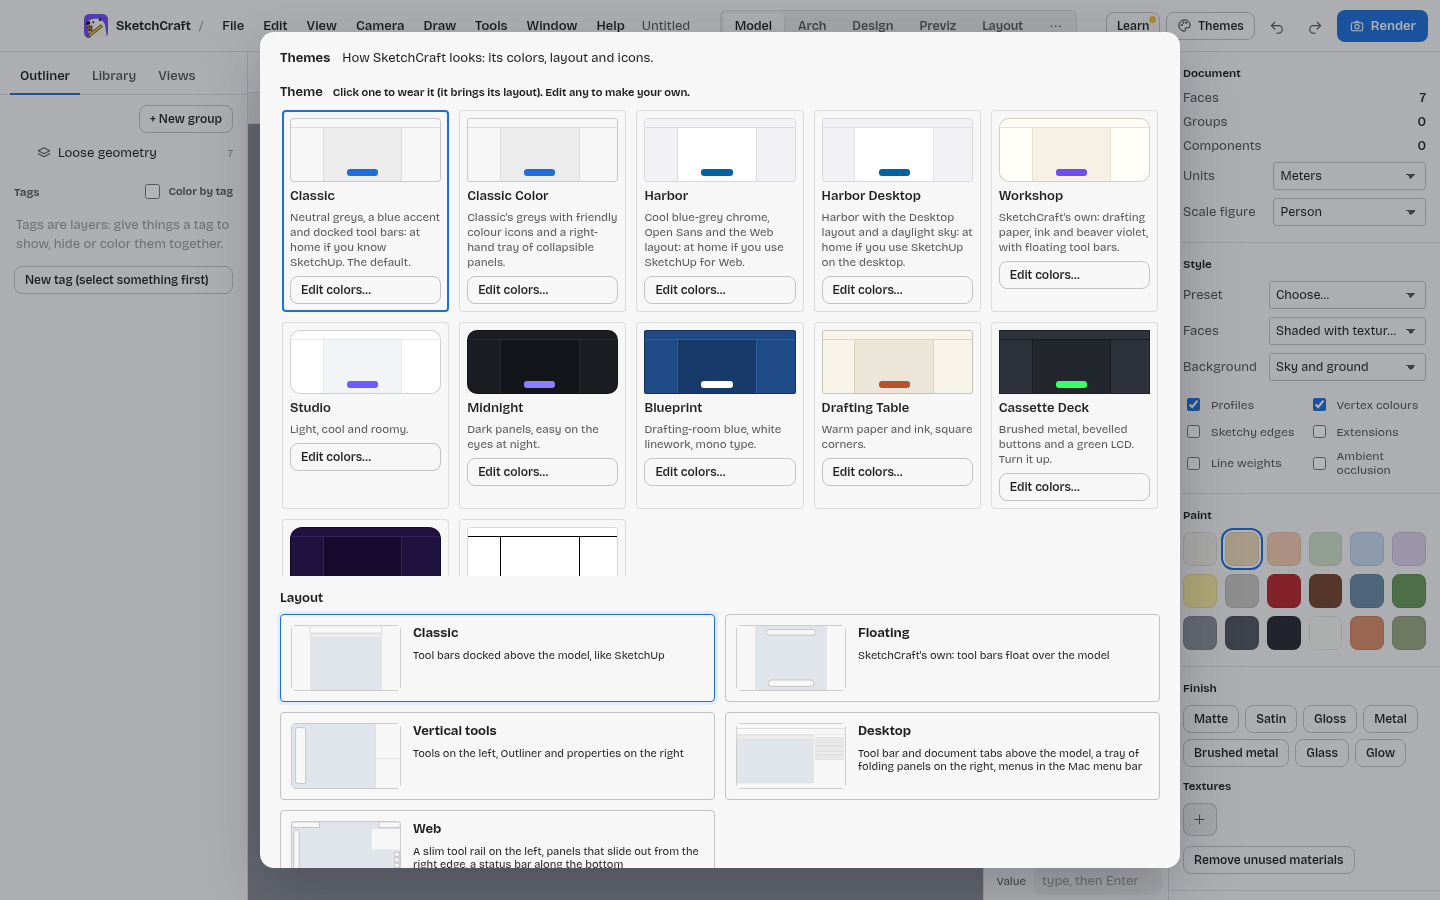 SketchCraft / File Edit View Camera Draw Tools Window Help Untitled Model Arch Design Previz Layout ··· Learn Themes Render
Outliner Library Views
+ New group
Loose geometry 7
Tags Color by tag
Tags are layers: give things a tag to
show, hide or color them together.
New tag (select something first)
Themes How SketchCraft looks: its colors, layout and icons.
Theme Click one to wear it (it brings its layout). Edit any to make your own.
Classic
Neutral greys, a blue accent
and docked tool bars: at
home if you know
SketchUp. The default.
Edit colors...
Classic Color
Classic's greys with friendly
colour icons and a right-
hand tray of collapsible
panels.
Edit colors...
Harbor
Cool blue-grey chrome,
Open Sans and the Web
layout: at home if you use
SketchUp for Web.
Edit colors...
Harbor Desktop
Harbor with the Desktop
layout and a daylight sky: at
home if you use SketchUp
on the desktop.
Edit colors...
Workshop
SketchCraft's own: drafting
paper, ink and beaver violet,
with floating tool bars.
Edit colors...
Studio
Light, cool and roomy.
Edit colors...
Midnight
Dark panels, easy on the
eyes at night.
Edit colors...
Blueprint
Drafting-room blue, white
linework, mono type.
Edit colors...
Drafting Table
Warm paper and ink, square
corners.
Edit colors...
Cassette Deck
Brushed metal, bevelled
buttons and a green LCD.
Turn it up.
Edit colors...
Layout
Classic
Tool bars docked above the model, like SketchUp
Floating
SketchCraft's own: tool bars float over the model
Vertical tools
Tools on the left, Outliner and properties on the right
Desktop
Tool bar and document tabs above the model, a tray of
folding panels on the right, menus in the Mac menu bar
Web
A slim tool rail on the left, panels that slide out from the
right edge, a status bar along the bottom
Document
Faces 7
Groups 0
Components 0
Units Meters
Scale figure Person
Style
Preset Choose...
Faces Shaded with textur...
Background Sky and ground
Profiles Vertex colours
Sketchy edges Extensions
Line weights Ambient
occlusion
Paint
Finish
Matte Satin Gloss Metal
Brushed metal Glass Glow
Textures
+
Remove unused materials
Value type, then Enter